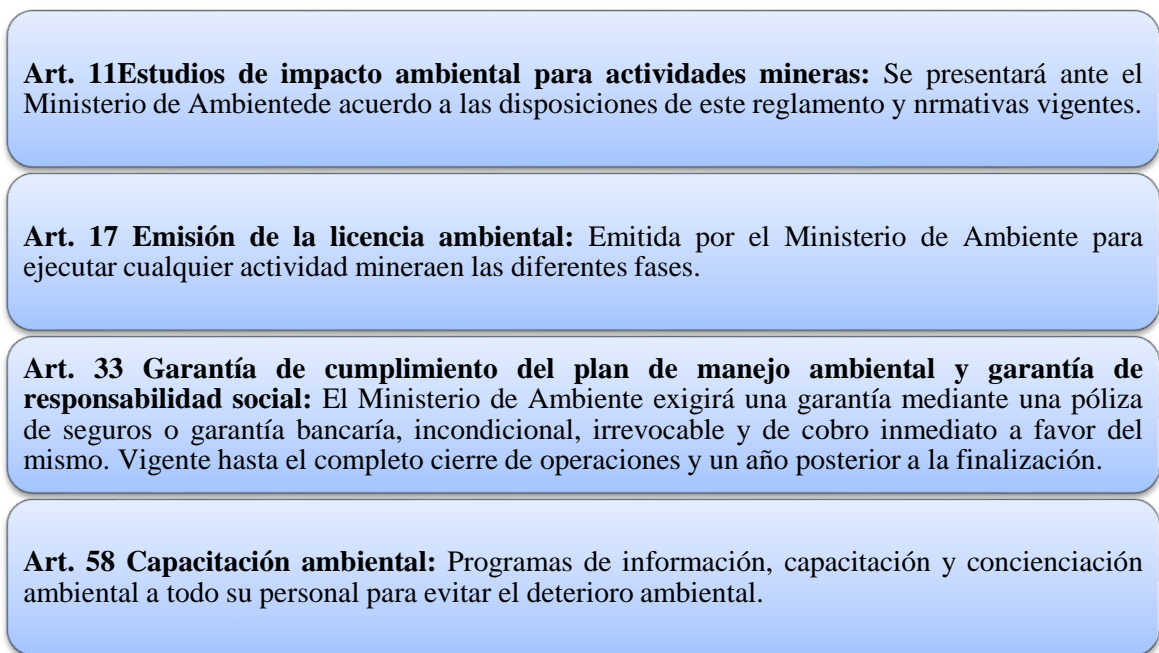 Art. 11Estudios de impacto ambiental para actividades mineras: Se presentará ante el
Ministerio de Ambientede acuerdo a las disposiciones de este reglamento y nrmativas vigentes.
Art. 17 Emisión de la licencia ambiental: Emitida por el Ministerio de Ambiente para
ejecutar cualquier actividad mineraen las diferentes fases.
Art. 33 Garantía de cumplimiento del plan de manejo ambiental y garantía de
responsabilidad social: El Ministerio de Ambiente exigirá una garantía mediante una póliza
de seguros o garantía bancaría, incondicional, irrevocable y de cobro inmediato a favor del
mismo. Vigente hasta el completo cierre de operaciones y un año posterior a la finalización.
Art. 58 Capacitación ambiental: Programas de información, capacitación y concienciación
ambiental a todo su personal para evitar el deterioro ambiental.